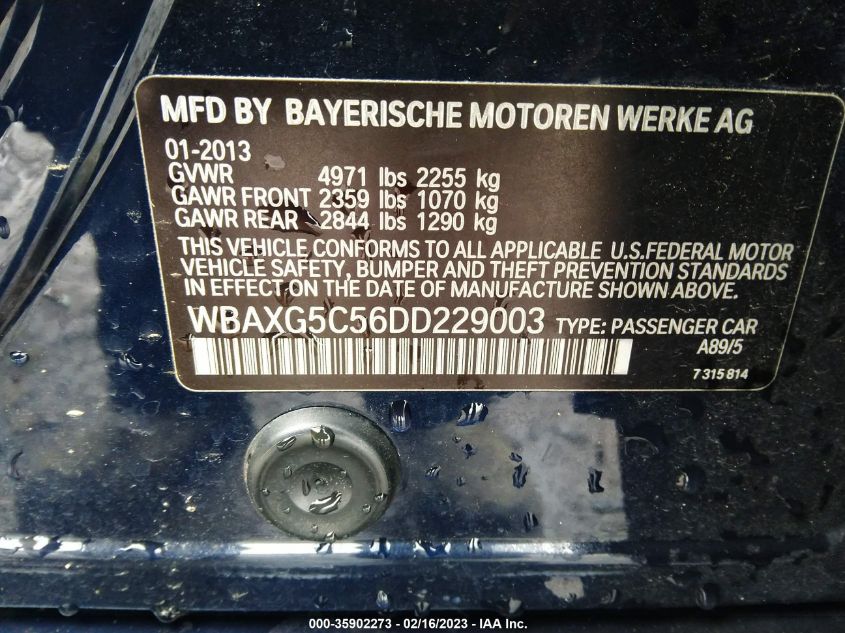 MFD BY BAYERISCHE MOTOREN WERKE AG
01-2013
GVWR 4971 lbs 2255 kg
GAWR FRONT 2359 lbs 1070 kg
GAWR REAR 2844 lbs 1290 kg
THIS VEHICLE CONFORMS TO ALL APPLICABLE U.S.FEDERAL MOTOR
VEHICLE SAFETY, BUMPER AND THEFT PREVENTION STANDARDS
IN EFFECT ON THE DATE OF MANUFACTURE SHOWN ABOVE.
WBAXG5C56DD229003 TYPE: PASSENGER CAR
A89/5
7 315 814
000-35902273 - 02/16/2023 - IAA Inc.